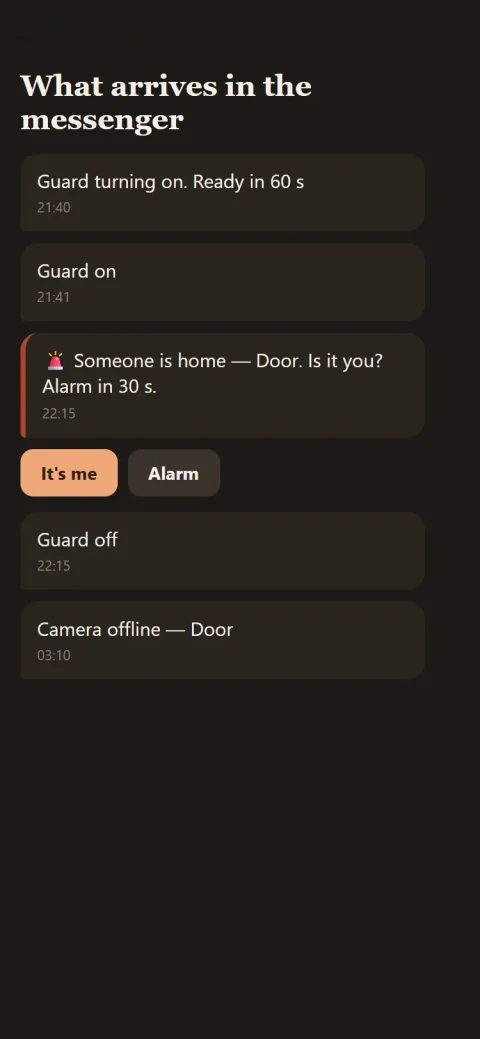 What arrives in the
messenger
Guard turning on. Ready in 60 s
21:40
Guard on
21:41
🚨 Someone is home — Door. Is it you?
Alarm in 30 s.
22:15
It's me
Alarm
Guard off
22:15
Camera offline — Door
03:10